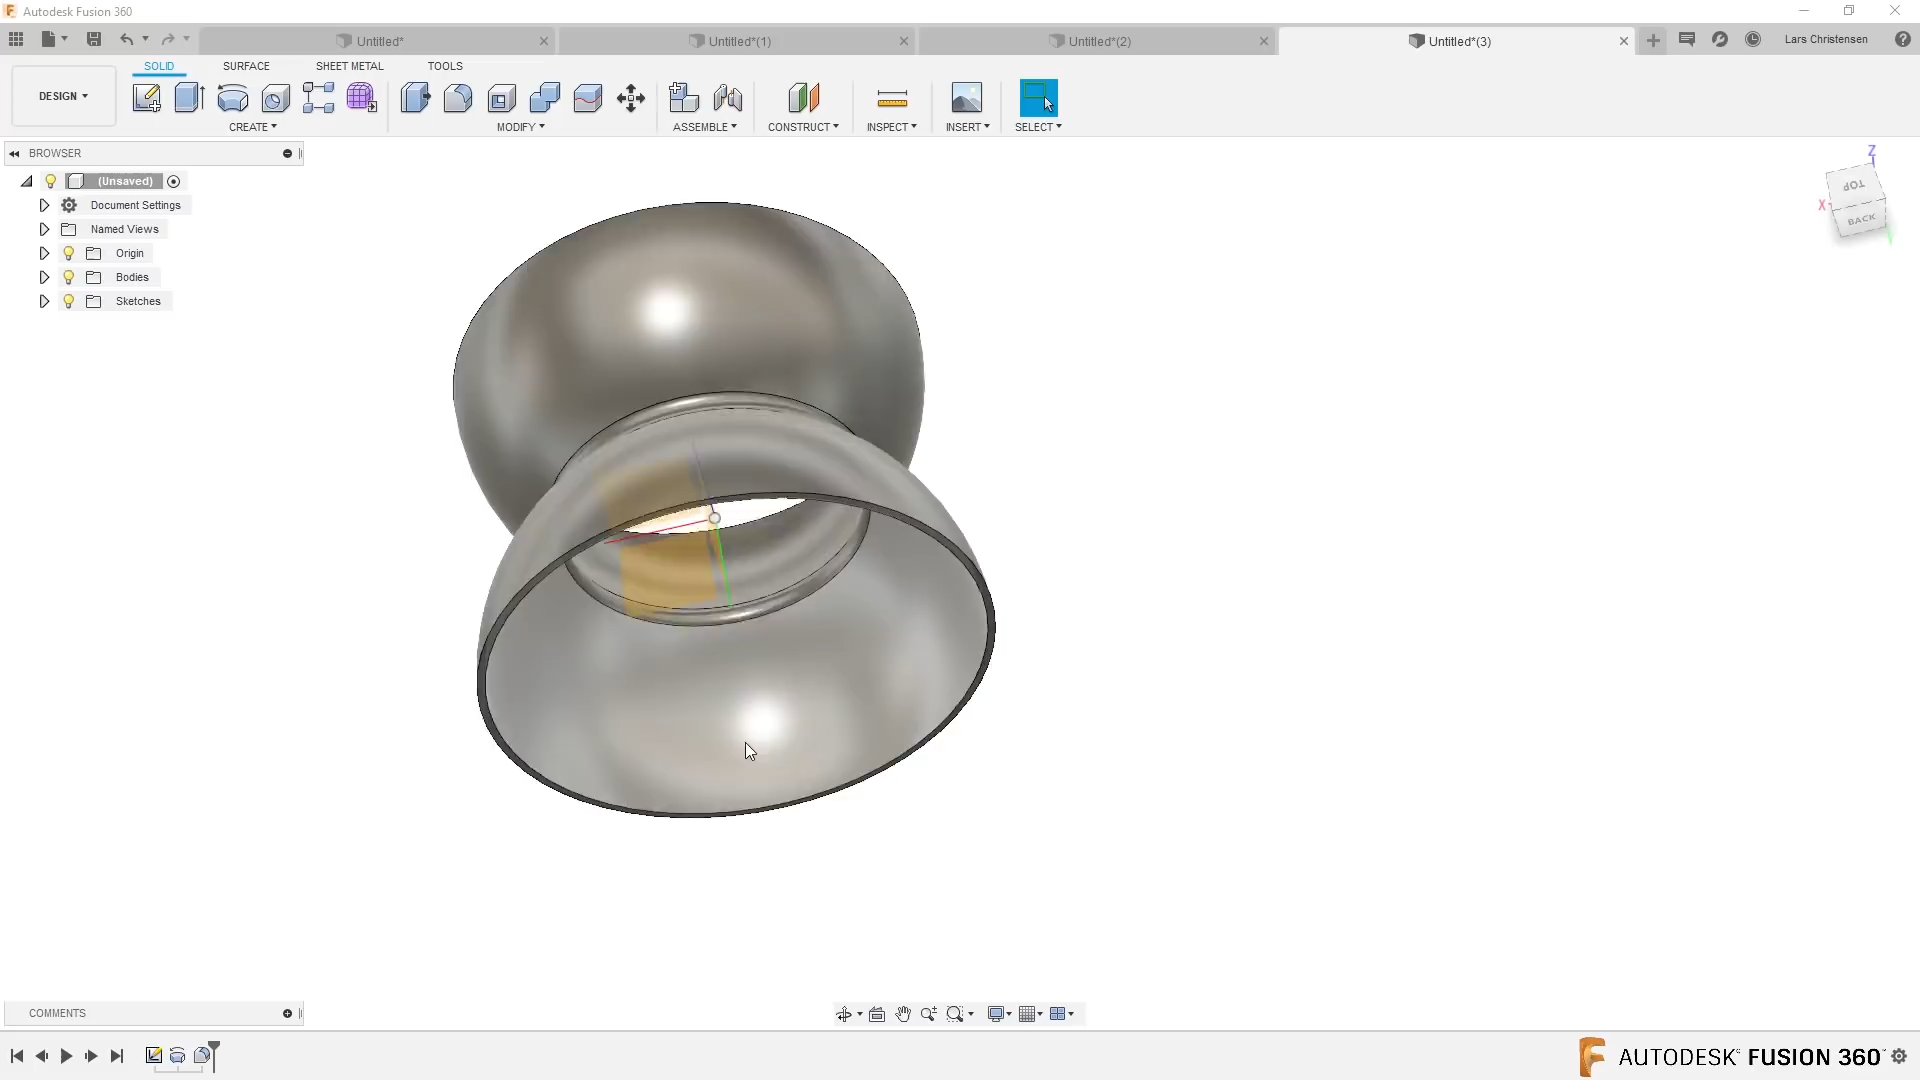 Autodesk Fusion 360
Untitled*
Untitled*(1)
Untitled*(2)
Untitled*(3)
Lars Christensen
DESIGN
SOLID
SURFACE
SHEET METAL
TOOLS
CREATE
MODIFY
ASSEMBLE
CONSTRUCT
INSPECT
INSERT
SELECT
BROWSER
(Unsaved)
Document Settings
Named Views
Origin
Bodies
Sketches
Z
TOP
X
BACK
Y
COMMENTS
AUTODESK FUSION 360